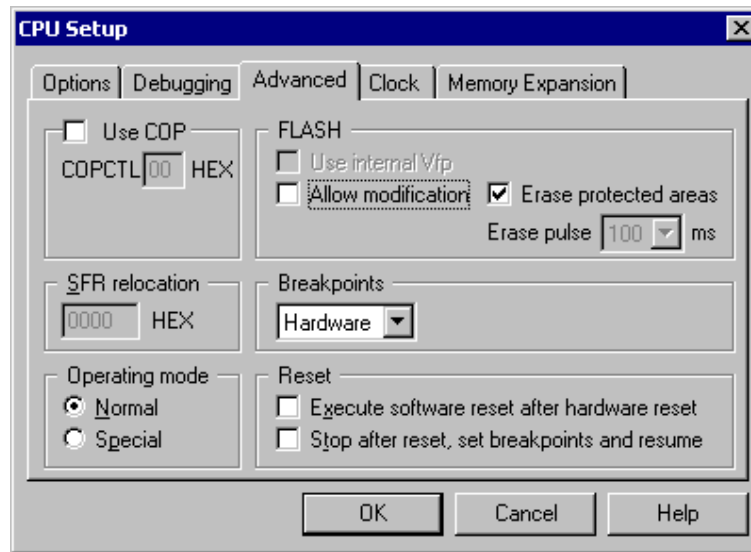 CPU Setup
Options Debugging Advanced Clock Memory Expansion
Use COP
COPCTL 00 HEX
FLASH
Use internal Vfp
Allow modification Erase protected areas
Erase pulse 100 ms
SFR relocation
0000 HEX
Breakpoints
Hardware
Operating mode
Normal
Special
Reset
Execute software reset after hardware reset
Stop after reset, set breakpoints and resume
OK Cancel Help